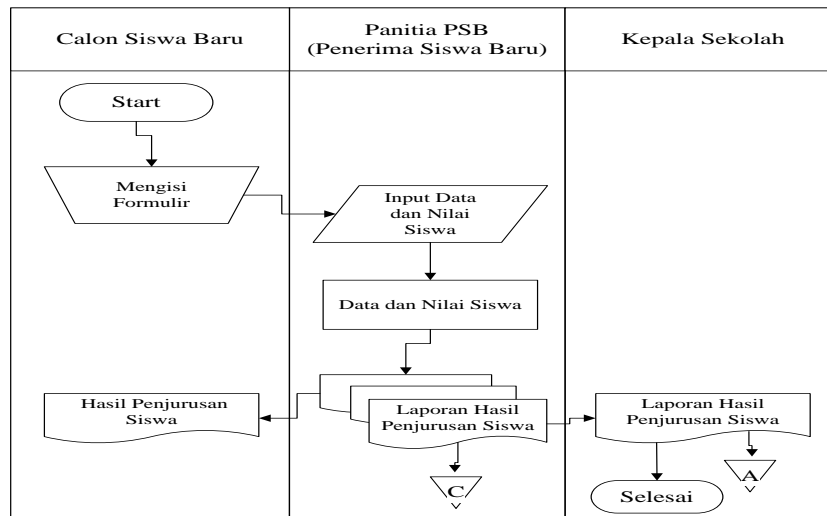 Calon Siswa Baru
Panitia PSB
(Penerima Siswa Baru)
Kepala Sekolah
Start
Mengisi
Formulir
Input Data
dan Nilai
Siswa
Data dan Nilai Siswa
Hasil Penjurusan
Siswa
Laporan Hasil
Penjurusan Siswa
Laporan Hasil
Penjurusan Siswa
C
A
Selesai